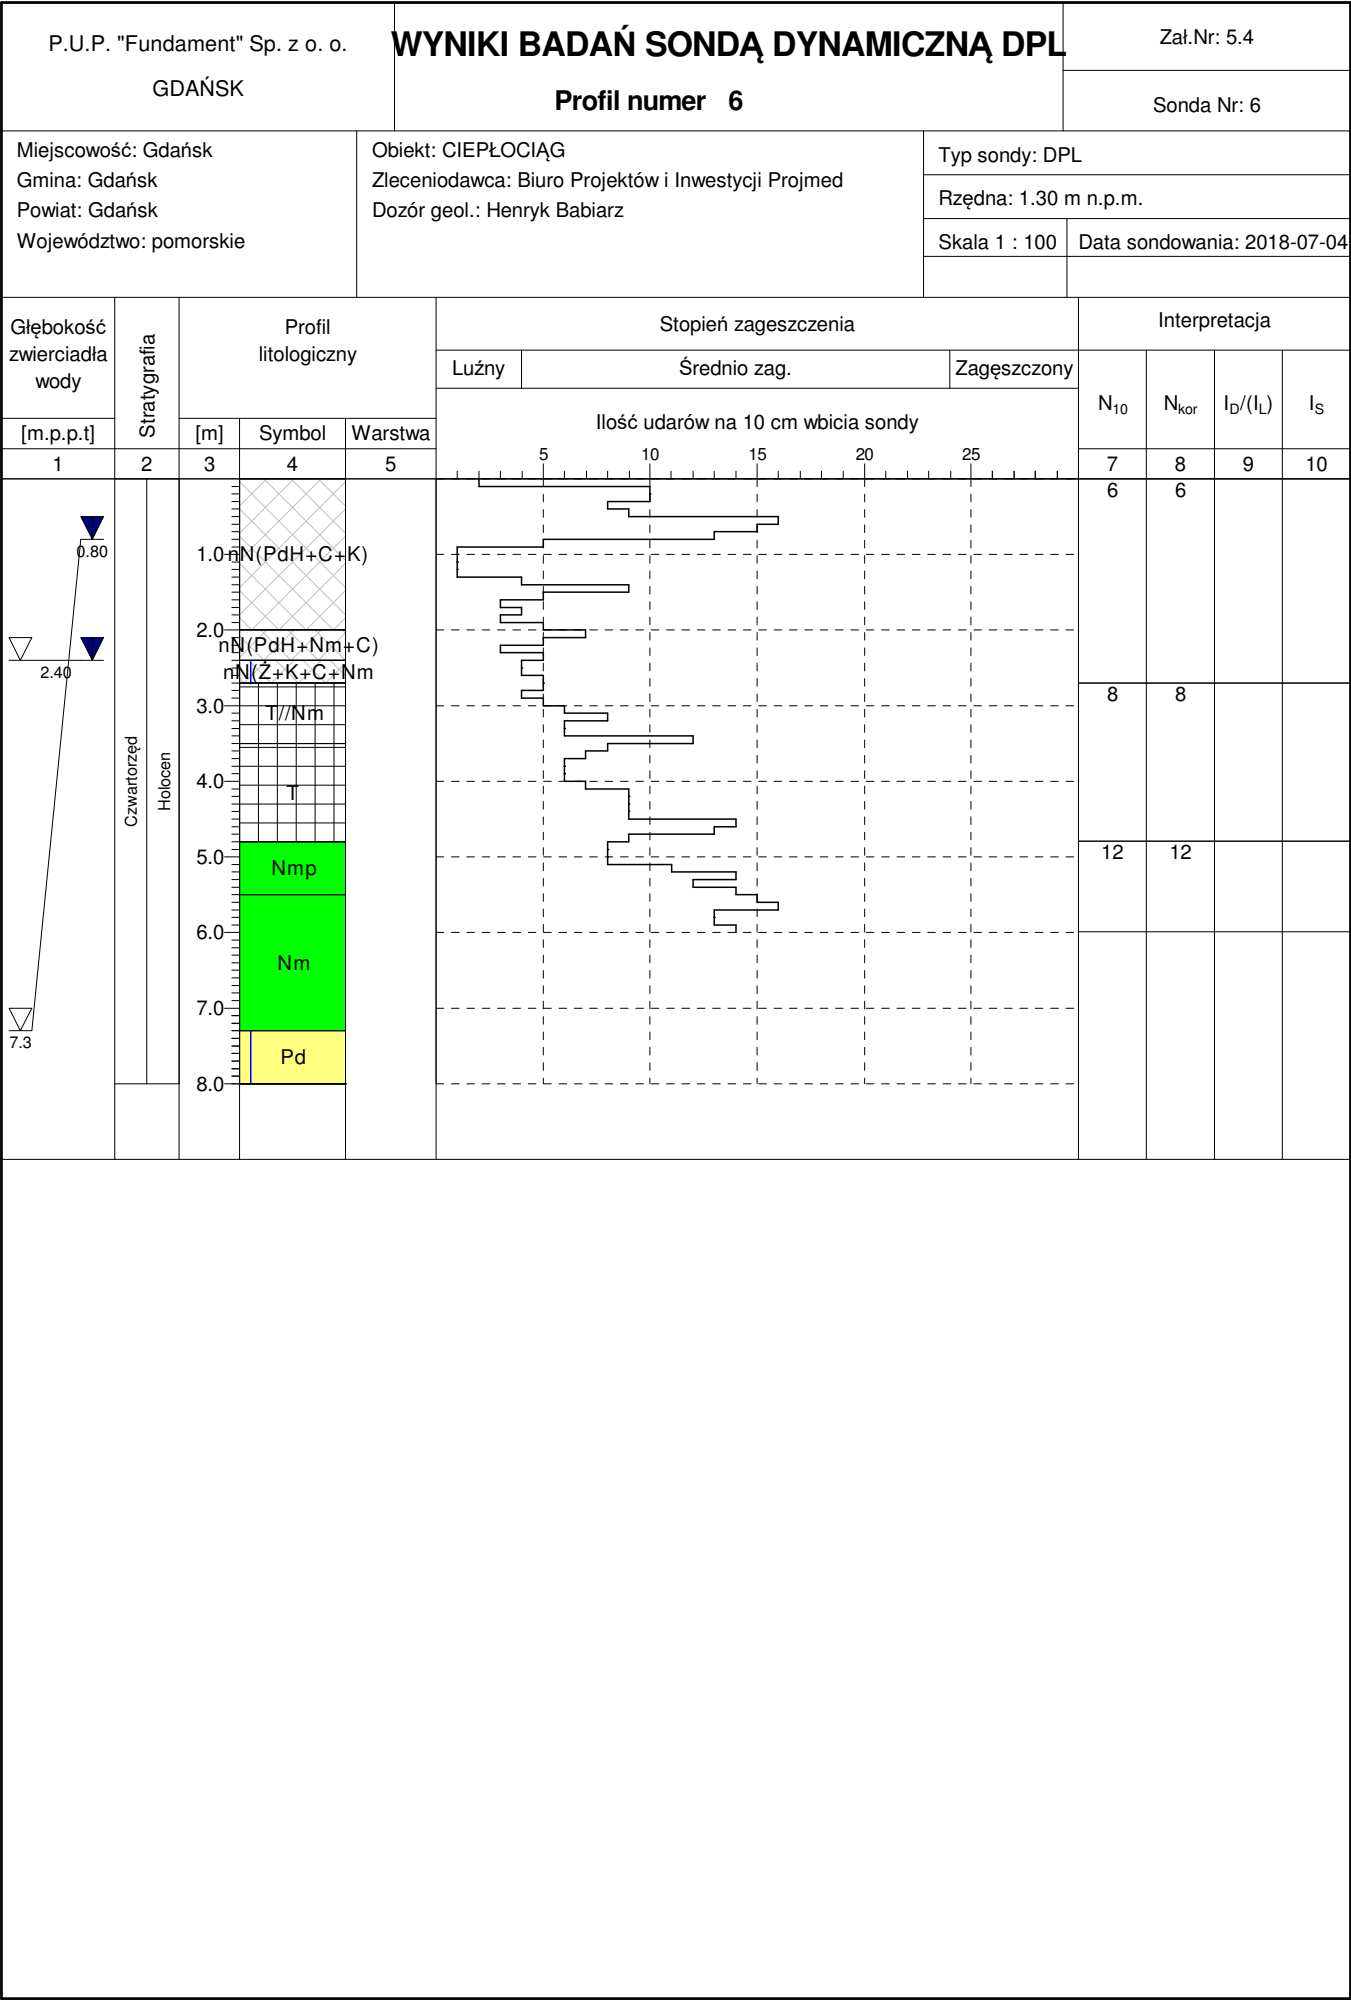 P.U.P. "Fundament" Sp. z o. o.
GDAŃSK
WYNIKI BADAŃ SONDĄ DYNAMICZNĄ DPL
Profil numer 6
Zał.Nr: 5.4
Sonda Nr: 6
Miejscowość: Gdańsk
Gmina: Gdańsk
Powiat: Gdańsk
Województwo: pomorskie
Obiekt: CIEPŁOCIĄG
Zleceniodawca: Biuro Projektów i Inwestycji Projmed
Dozór geol.: Henryk Babiarz
Typ sondy: DPL
Rzędna: 1.30 m n.p.m.
Skala 1 : 100
Data sondowania: 2018-07-04
Głębokość
zwierciadła
wody
[m.p.p.t]
Stratygrafia
Profil
litologiczny
[m]
Symbol
Warstwa
Stopień zageszczenia
Luźny
Średnio zag.
Zagęszczony
Ilość udarów na 10 cm wbicia sondy
5 10 15 20 25
Interpretacja
N10
Nkor
ID/(IL)
IS
1 2 3 4 5 7 8 9 10
6 6
0.80
1.0
nN(PdH+C+K)
2.0
nN(PdH+Nm+C)
2.40
nN(Ż+K+C+Nm
8 8
3.0
T//Nm
Czwartorzęd
Holocen
4.0
T
12 12
5.0
Nmp
6.0
Nm
7.0
7.3
Pd
8.0